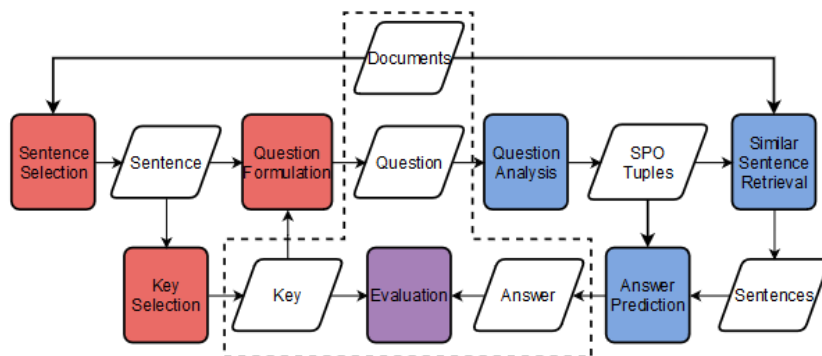 Documents
Sentence
Selection
Sentence
Question
Formulation
Question
Question
Analysis
SPO
Tuples
Similar
Sentence
Retrieval
Key
Selection
Key
Evaluation
Answer
Answer
Prediction
Sentences